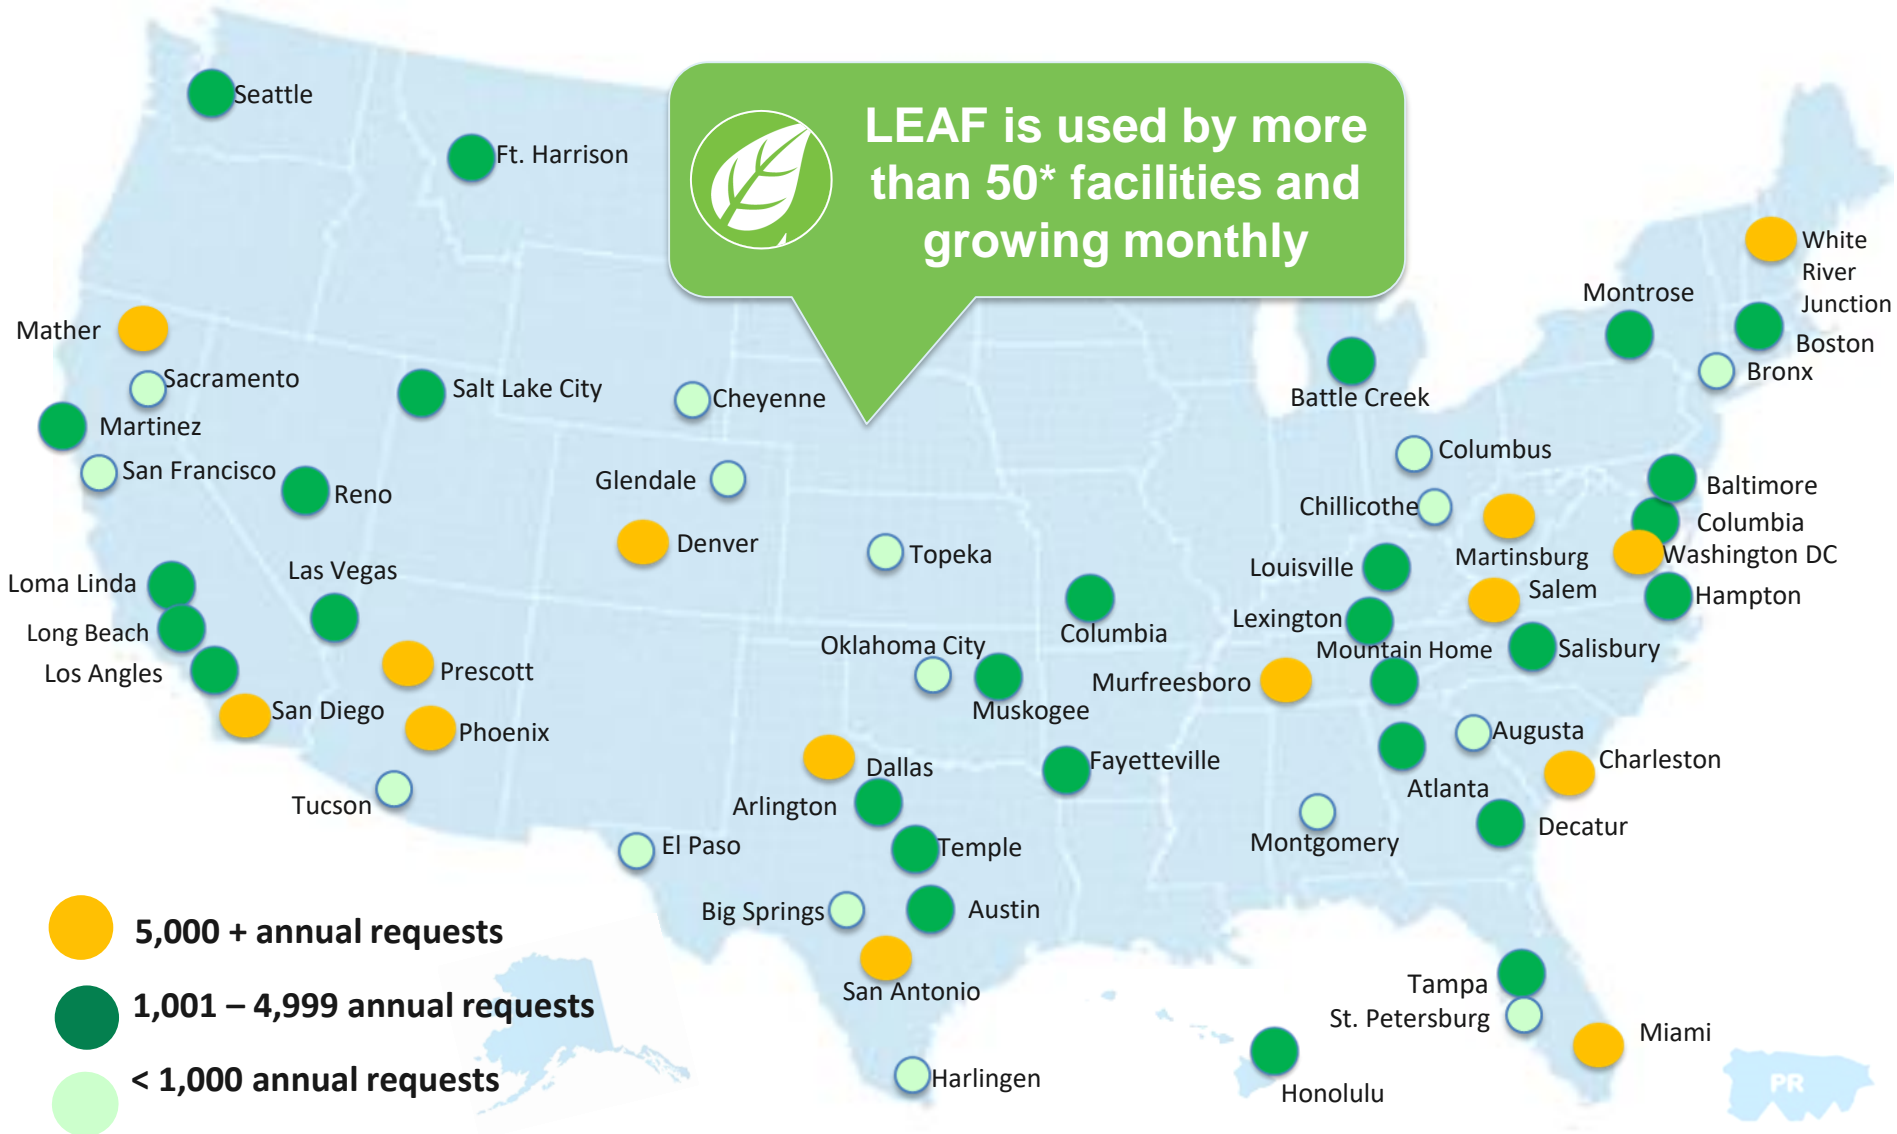 LEAF is used by more
than 50* facilities and
growing monthly
Seattle
Ft. Harrison
White
River
Junction
Montrose
Boston
Bronx
Mather
Sacramento
Martinez
San Francisco
Salt Lake City
Reno
Cheyenne
Glendale
Denver
Topeka
Battle Creek
Columbus
Chillicothe
Martinsburg
Salem
Baltimore
Columbia
Washington DC
Hampton
Louisville
Lexington
Mountain Home
Salisbury
Murfreesboro
Loma Linda
Long Beach
Los Angles
San Diego
Las Vegas
Prescott
Phoenix
Tucson
Oklahoma City
Muskogee
Columbia
Fayetteville
Dallas
Arlington
Temple
El Paso
Big Springs
Austin
San Antonio
Harlingen
Augusta
Charleston
Atlanta
Decatur
Montgomery
Tampa
St. Petersburg
Miami
Honolulu
PR
5,000 + annual requests
1,001 – 4,999 annual requests
< 1,000 annual requests